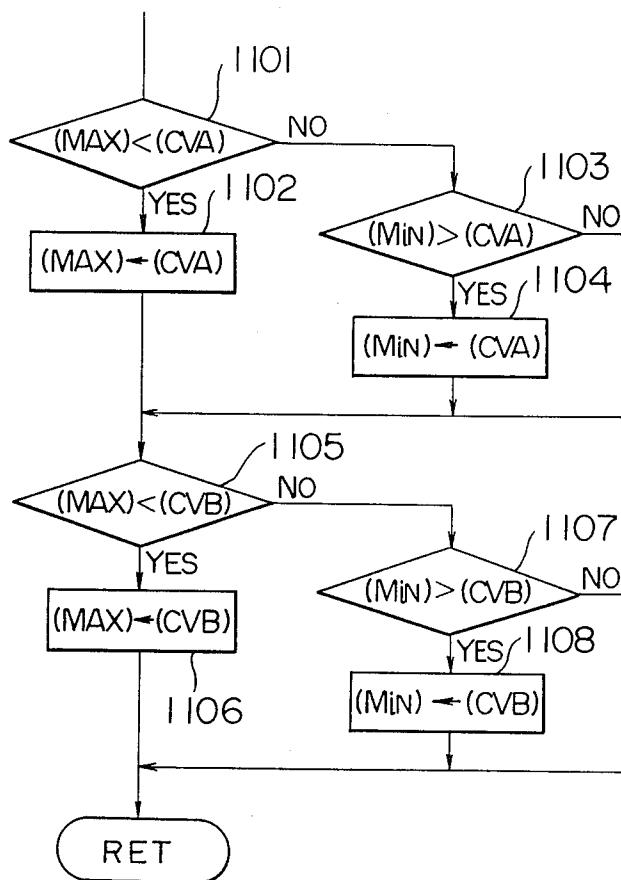 1101
(MAX)<(CVA)
NO
YES
1102
1103
(MiN)>(CVA)
NO
(MAX)←(CVA)
YES
1104
(MiN)←(CVA)
1105
(MAX)<(CVB)
NO
YES
1107
(MiN)>(CVB)
NO
(MAX)←(CVB)
1106
YES
1108
(MiN)←(CVB)
RET